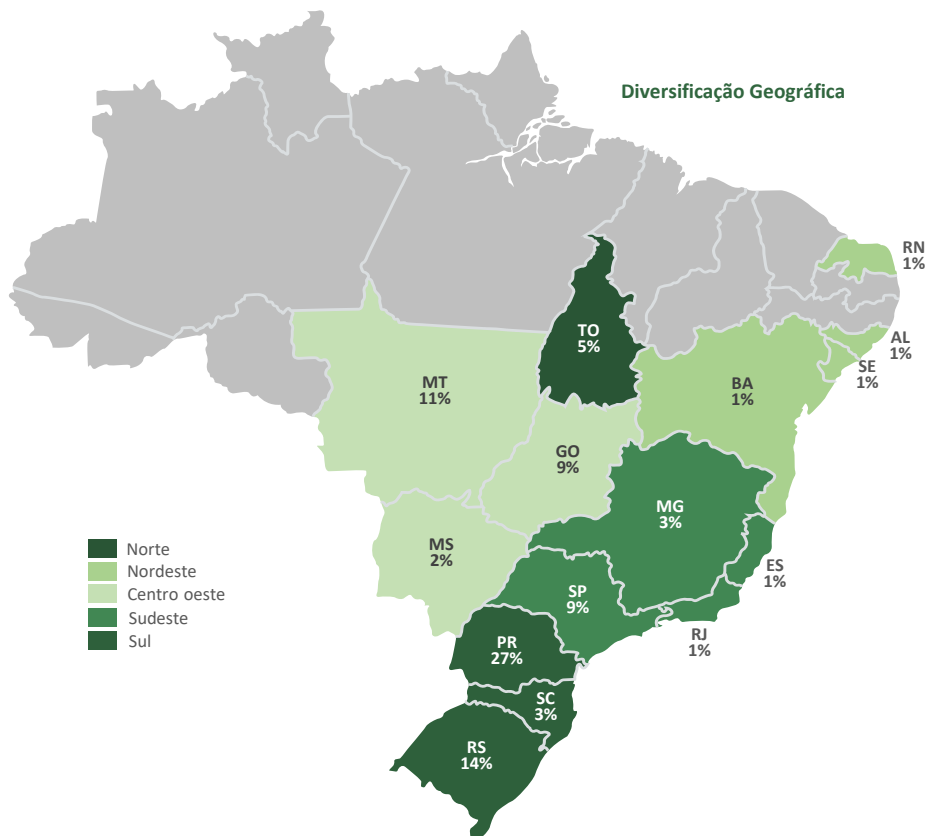 Diversificação Geográfica
RN
1%
TO
5%
AL
1%
SE
1%
MT
11%
BA
1%
GO
9%
MG
3%
MS
2%
ES
1%
SP
9%
RJ
1%
PR
27%
SC
3%
RS
14%
Norte
Nordeste
Centro oeste
Sudeste
Sul